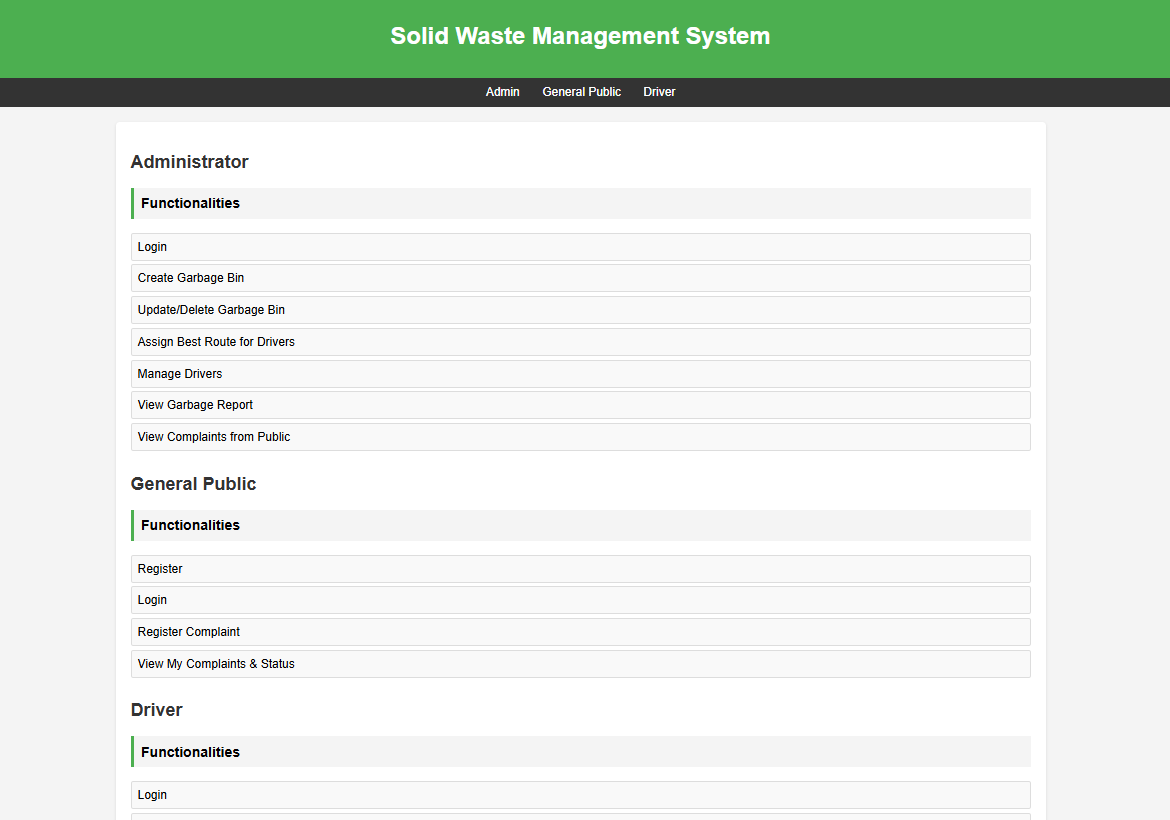 Solid Waste Management System
Admin General Public Driver
Administrator
Functionalities
Login
Create Garbage Bin
Update/Delete Garbage Bin
Assign Best Route for Drivers
Manage Drivers
View Garbage Report
View Complaints from Public
General Public
Functionalities
Register
Login
Register Complaint
View My Complaints & Status
Driver
Functionalities
Login